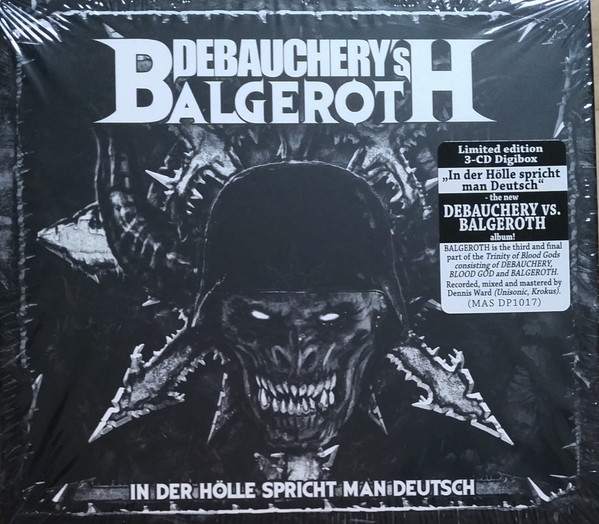 DEBAUCHERY'S
BALGEROTH
Limited edition
3-CD Digibox
„In der Hölle spricht
man Deutsch“
- the new
DEBAUCHERY VS.
BALGEROTH
album!
BALGEROTH is the third and final
part of the Trinity of Blood Gods
consisting of DEBAUCHERY,
BLOOD GOD and BALGEROTH.
Recorded, mixed and mastered by
Dennis Ward (Unisonic, Krokus).
(MAS DP1017)
IN DER HÖLLE SPRICHT MAN DEUTSCH